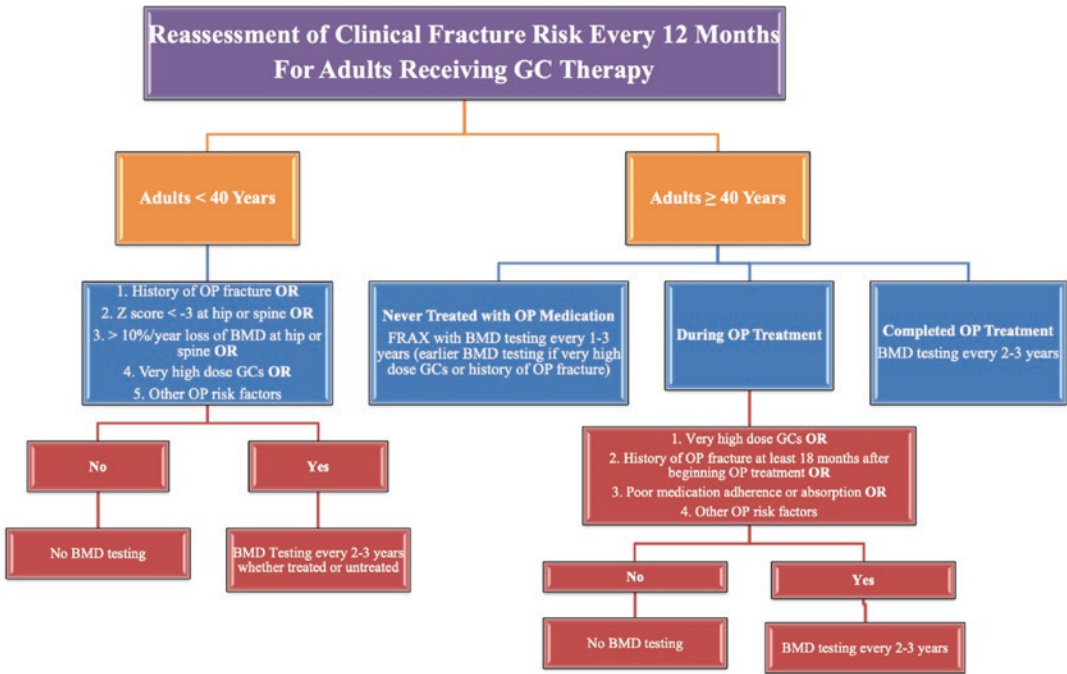 Reassessment of Clinical Fracture Risk Every 12 Months
For Adults Receiving GC Therapy
Adults < 40 Years
Adults ≥ 40 Years
1. History of OP fracture OR
2. Z score < -3 at hip or spine OR
3. > 10%/year loss of BMD at hip or
spine OR
4. Very high dose GCs OR
5. Other OP risk factors
Never Treated with OP Medication
FRAX with BMD testing every 1-3
years (earlier BMD testing if very high
dose GCs or history of OP fracture)
During OP Treatment
Completed OP Treatment
BMD testing every 2-3 years
No
Yes
No BMD testing
BMD Testing every 2-3 years
whether treated or untreated
1. Very high dose GCs OR
2. History of OP fracture at least 18 months after
beginning OP treatment OR
3. Poor medication adherence or absorption OR
4. Other OP risk factors
No
Yes
No BMD testing
BMD testing every 2-3 years